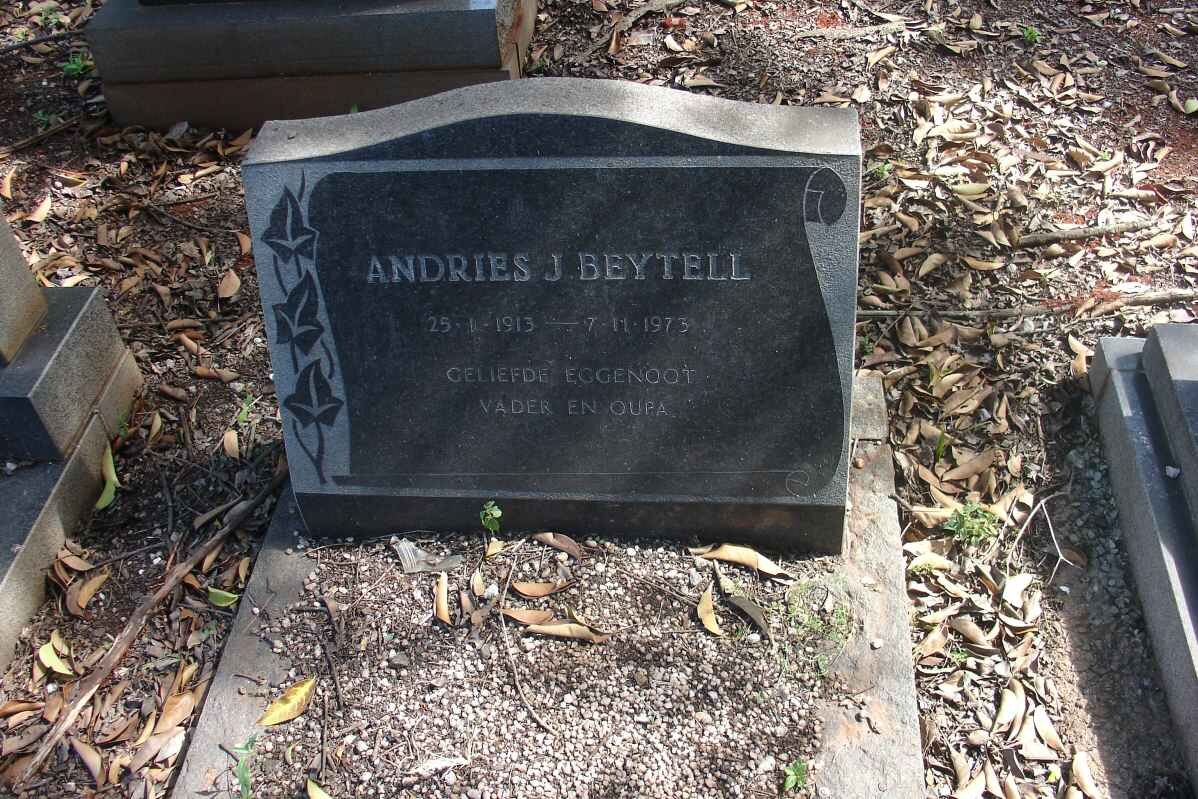 ANDRIES J. BEYTELL
25·1·1913 — 7·11·1973
GELIEFDE EGGENOOT
VADER EN OUPA